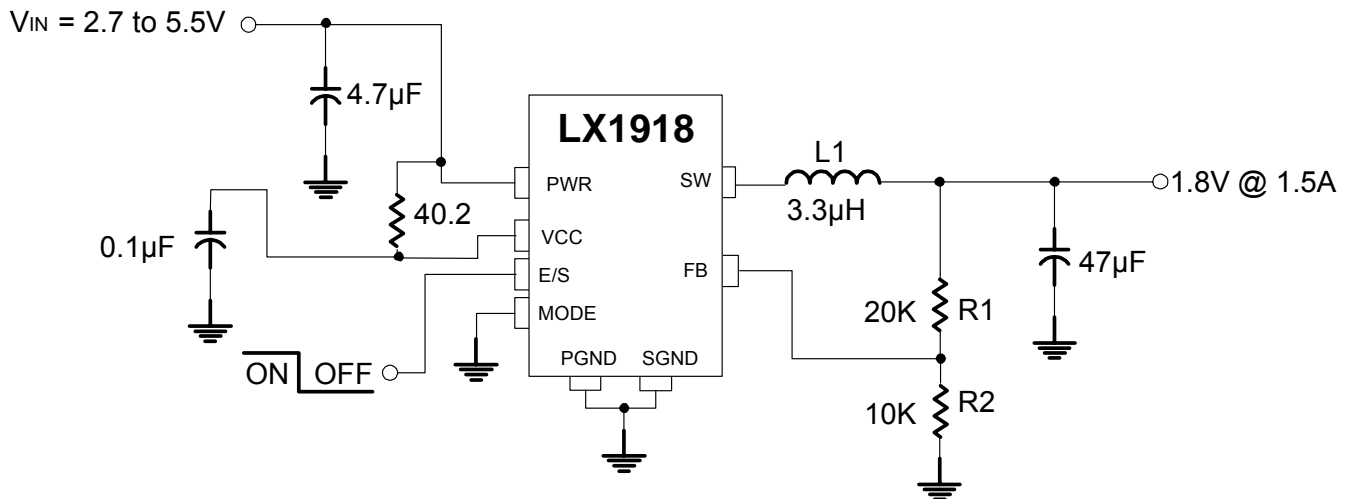 VIN = 2.7 to 5.5V
4.7µF
LX1918
L1
PWR
SW
1.8V @ 1.5A
3.3µH
40.2
VCC
0.1µF
FB
47µF
E/S
20K R1
MODE
PGND SGND
ON OFF
10K R2